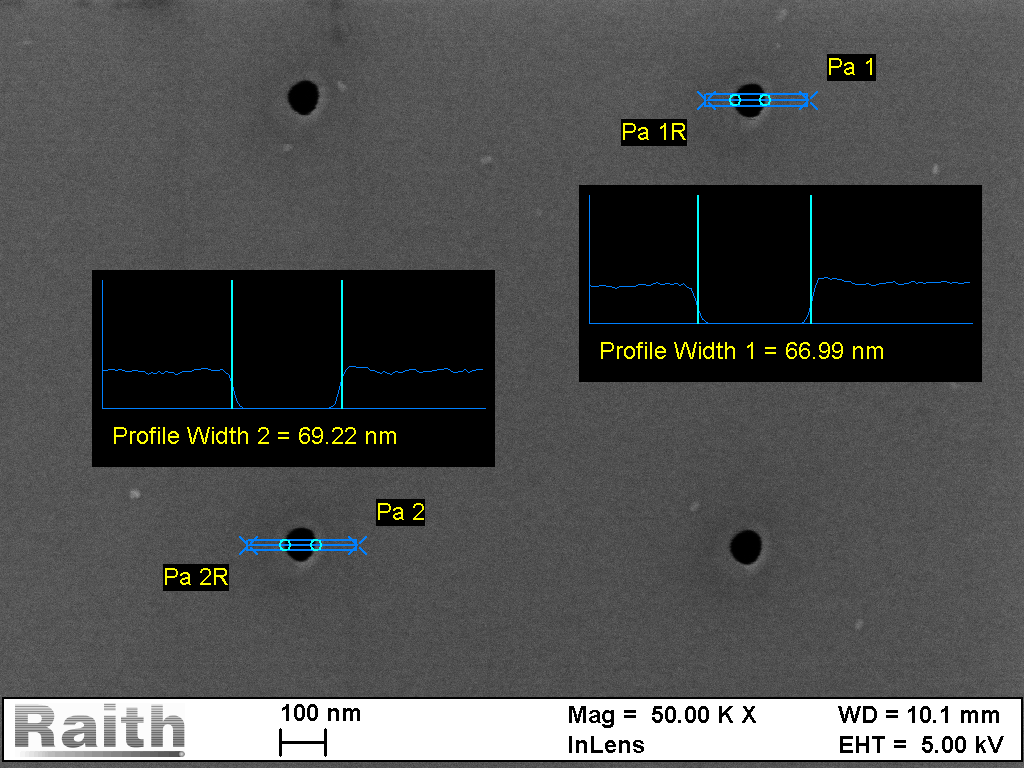 Pa 1
Pa 1R
Profile Width 1 = 66.99 nm
Profile Width 2 = 69.22 nm
Pa 2
Pa 2R
Raith
100 nm
Mag = 50.00 K X
InLens
WD = 10.1 mm
EHT = 5.00 kV